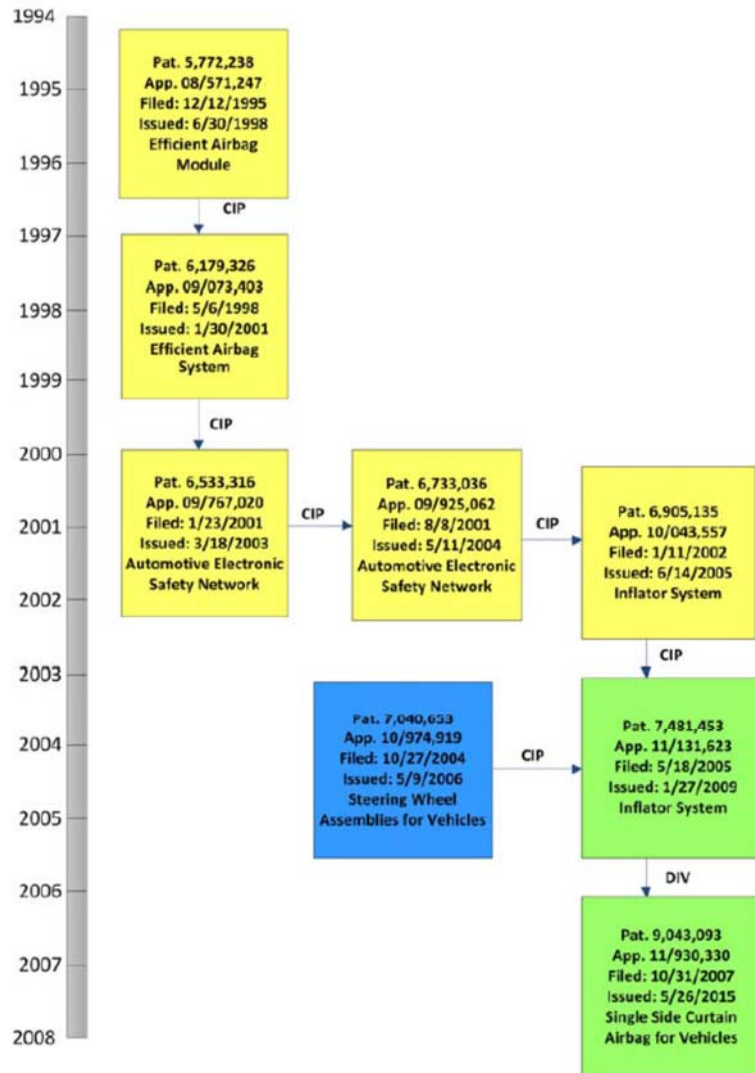 1994
1995
1996
1997
1998
1999
2000
2001
2002
2003
2004
2005
2006
2007
2008
Pat. 5,772,238
App. 08/571,247
Filed: 12/12/1995
Issued: 6/30/1998
Efficient Airbag
Module
CIP
Pat. 6,179,326
App. 09/073,403
Filed: 5/6/1998
Issued: 1/30/2001
Efficient Airbag
System
CIP
Pat. 6,533,316
App. 09/767,020
Filed: 1/23/2001
Issued: 3/18/2003
Automotive Electronic
Safety Network
CIP
Pat. 6,733,036
App. 09/925,062
Filed: 8/8/2001
Issued: 5/11/2004
Automotive Electronic
Safety Network
CIP
Pat. 6,905,135
App. 10/043,557
Filed: 1/11/2002
Issued: 6/14/2005
Inflator System
CIP
Pat. 7,040,653
App. 10/974,919
Filed: 10/27/2004
Issued: 5/9/2006
Steering Wheel
Assemblies for Vehicles
CIP
Pat. 7,481,453
App. 11/131,623
Filed: 5/18/2005
Issued: 1/27/2009
Inflator System
DIV
Pat. 9,043,093
App. 11/930,330
Filed: 10/31/2007
Issued: 5/26/2015
Single Side Curtain
Airbag for Vehicles